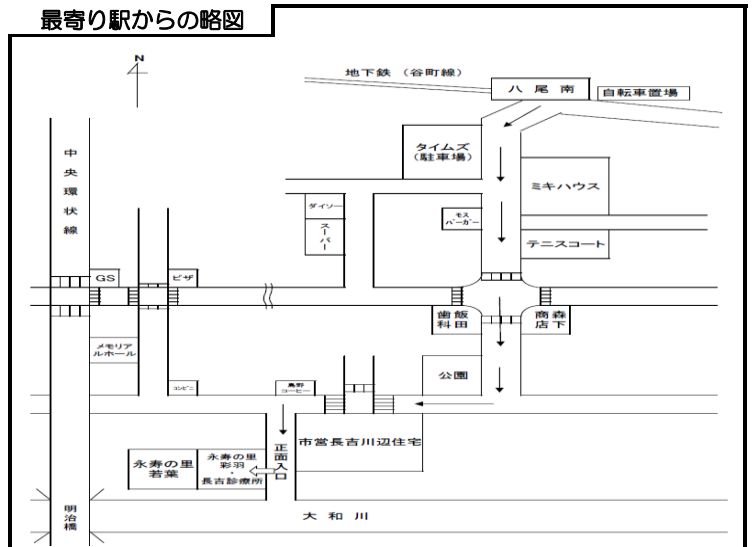 最寄り駅からの略図
N
地下鉄（谷町線）
八尾南
自転車置場
中央環状線
タイムズ
（駐車場）
ミキハウス
ダイソー
スーパー
モス
バーガー
テニスコート
GS
ピザ
飯田
歯科
森下
商店
メモリア
ルホール
公園
コンビニ
コーヒー
市営長吉川辺住宅
正面入口
永寿の里
若葉
永寿の里
彩羽
・
長吉診療所
明治橋
大和川